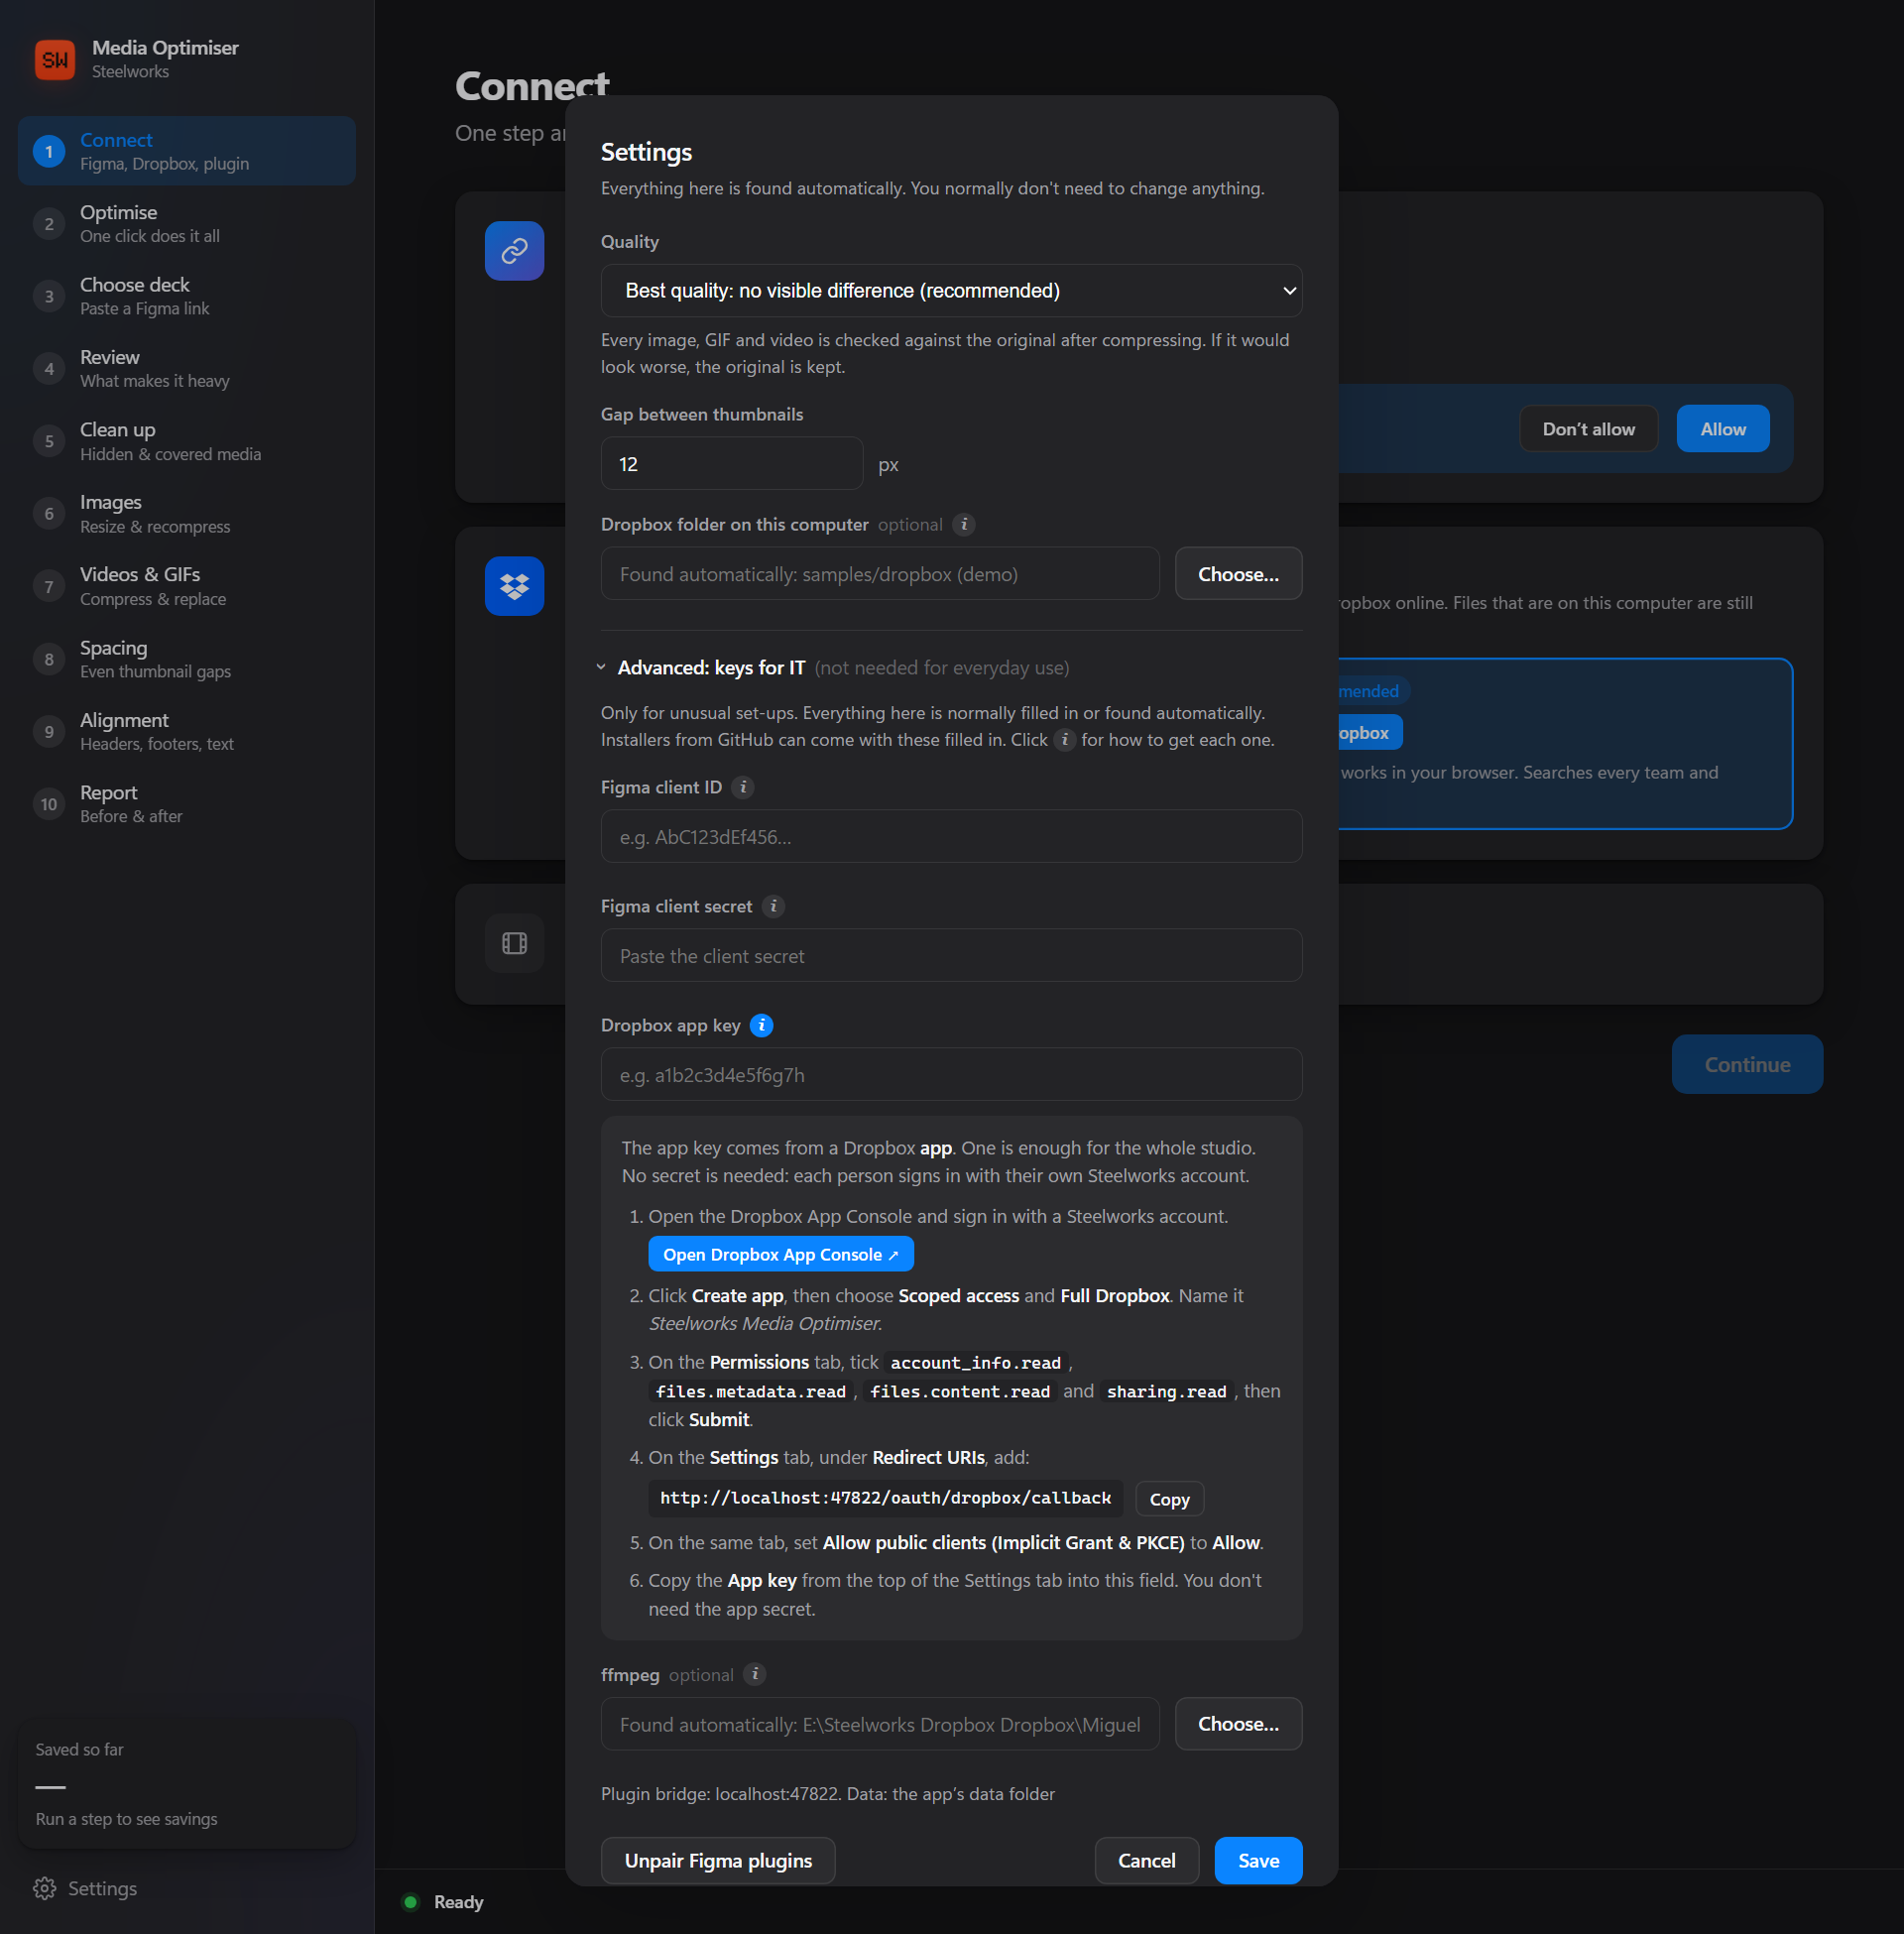 SW
Media Optimiser
Steelworks
1
Connect
Figma, Dropbox, plugin
2
Optimise
One click does it all
3
Choose deck
Paste a Figma link
4
Review
What makes it heavy
5
Clean up
Hidden & covered media
6
Images
Resize & recompress
7
Videos & GIFs
Compress & replace
8
Spacing
Even thumbnail gaps
9
Alignment
Headers, footers, text
10
Report
Before & after
Saved so far
—
Run a step to see savings
Settings
Connect
One step
Don’t allow
Allow
opbox online. Files that are on this computer are still
mended
opbox
works in your browser. Searches every team and
Continue
Ready
Settings
Everything here is found automatically. You normally don't need to change anything.
Quality
Best quality: no visible difference (recommended)
Every image, GIF and video is checked against the original after compressing. If it would
look worse, the original is kept.
Gap between thumbnails
12 px
Dropbox folder on this computer optional i
Found automatically: samples/dropbox (demo)
Choose...
Advanced: keys for IT (not needed for everyday use)
Only for unusual set-ups. Everything here is normally filled in or found automatically.
Installers from GitHub can come with these filled in. Click i for how to get each one.
Figma client ID i
e.g. AbC123dEf456...
Figma client secret i
Paste the client secret
Dropbox app key i
e.g. a1b2c3d4e5f6g7h
The app key comes from a Dropbox app. One is enough for the whole studio.
No secret is needed: each person signs in with their own Steelworks account.
1. Open the Dropbox App Console and sign in with a Steelworks account.
Open Dropbox App Console ↗
2. Click Create app, then choose Scoped access and Full Dropbox. Name it
Steelworks Media Optimiser.
3. On the Permissions tab, tick account_info.read,
files.metadata.read, files.content.read and sharing.read, then
click Submit.
4. On the Settings tab, under Redirect URIs, add:
http://localhost:47822/oauth/dropbox/callback
Copy
5. On the same tab, set Allow public clients (Implicit Grant & PKCE) to Allow.
6. Copy the App key from the top of the Settings tab into this field. You don't
need the app secret.
ffmpeg optional i
Found automatically: E:\Steelworks Dropbox Dropbox\Miguel
Choose...
Plugin bridge: localhost:47822. Data: the app’s data folder
Unpair Figma plugins
Cancel
Save